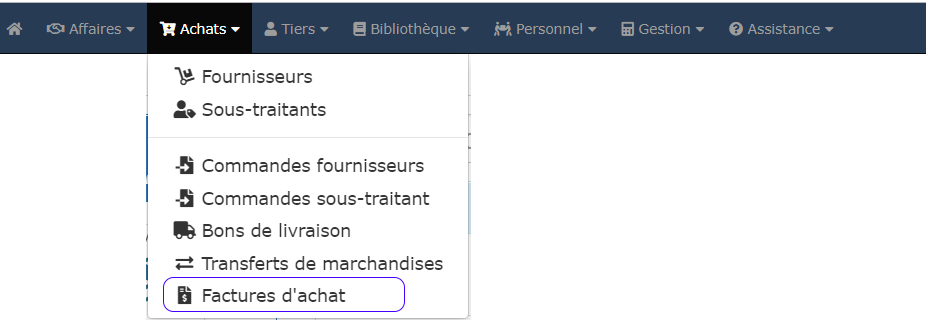 Affaires Achats Tiers Bibliothèque Personnel Gestion Assistance
Fournisseurs
Sous-traitants
Commandes fournisseurs
Commandes sous-traitant
Bons de livraison
Transferts de marchandises
Factures d'achat